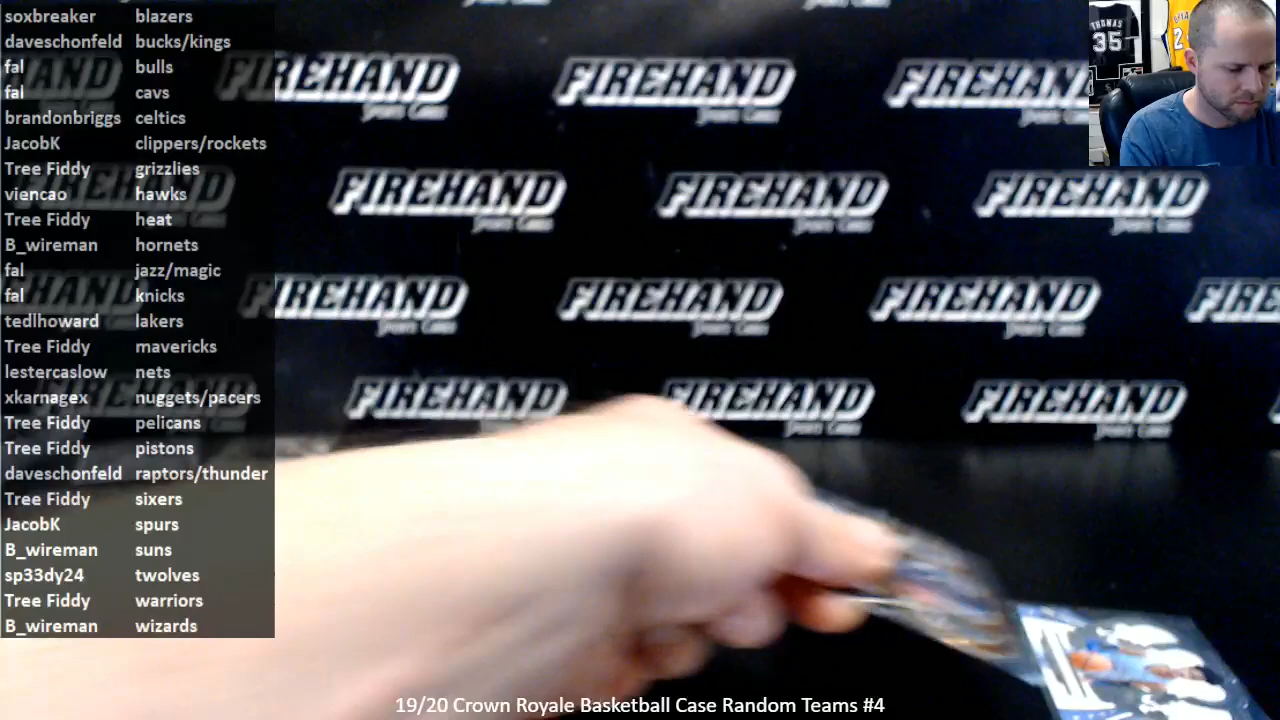 soxbreaker blazers
daveschonfeld bucks/kings
fal bulls
fal cavs
brandonbriggs celtics
JacobK clippers/rockets
Tree Fiddy grizzlies
viencao hawks
Tree Fiddy heat
B_wireman hornets
fal jazz/magic
fal knicks
tedlhoward lakers
Tree Fiddy mavericks
lestercaslow nets
xkarnagex nuggets/pacers
Tree Fiddy pelicans
Tree Fiddy pistons
daveschonfeld raptors/thunder
Tree Fiddy sixers
JacobK spurs
B_wireman suns
sp33dy24 twolves
Tree Fiddy warriors
B_wireman wizards
THOMAS
35
FIREHAND FIREHAND FIREHAND
FIREHAND FIREHAND FIREHAND
FIREHAND FIREHAND FIREHAND
FIREHAND FIREHAND FIREHAND
19/20 Crown Royale Basketball Case Random Teams #4